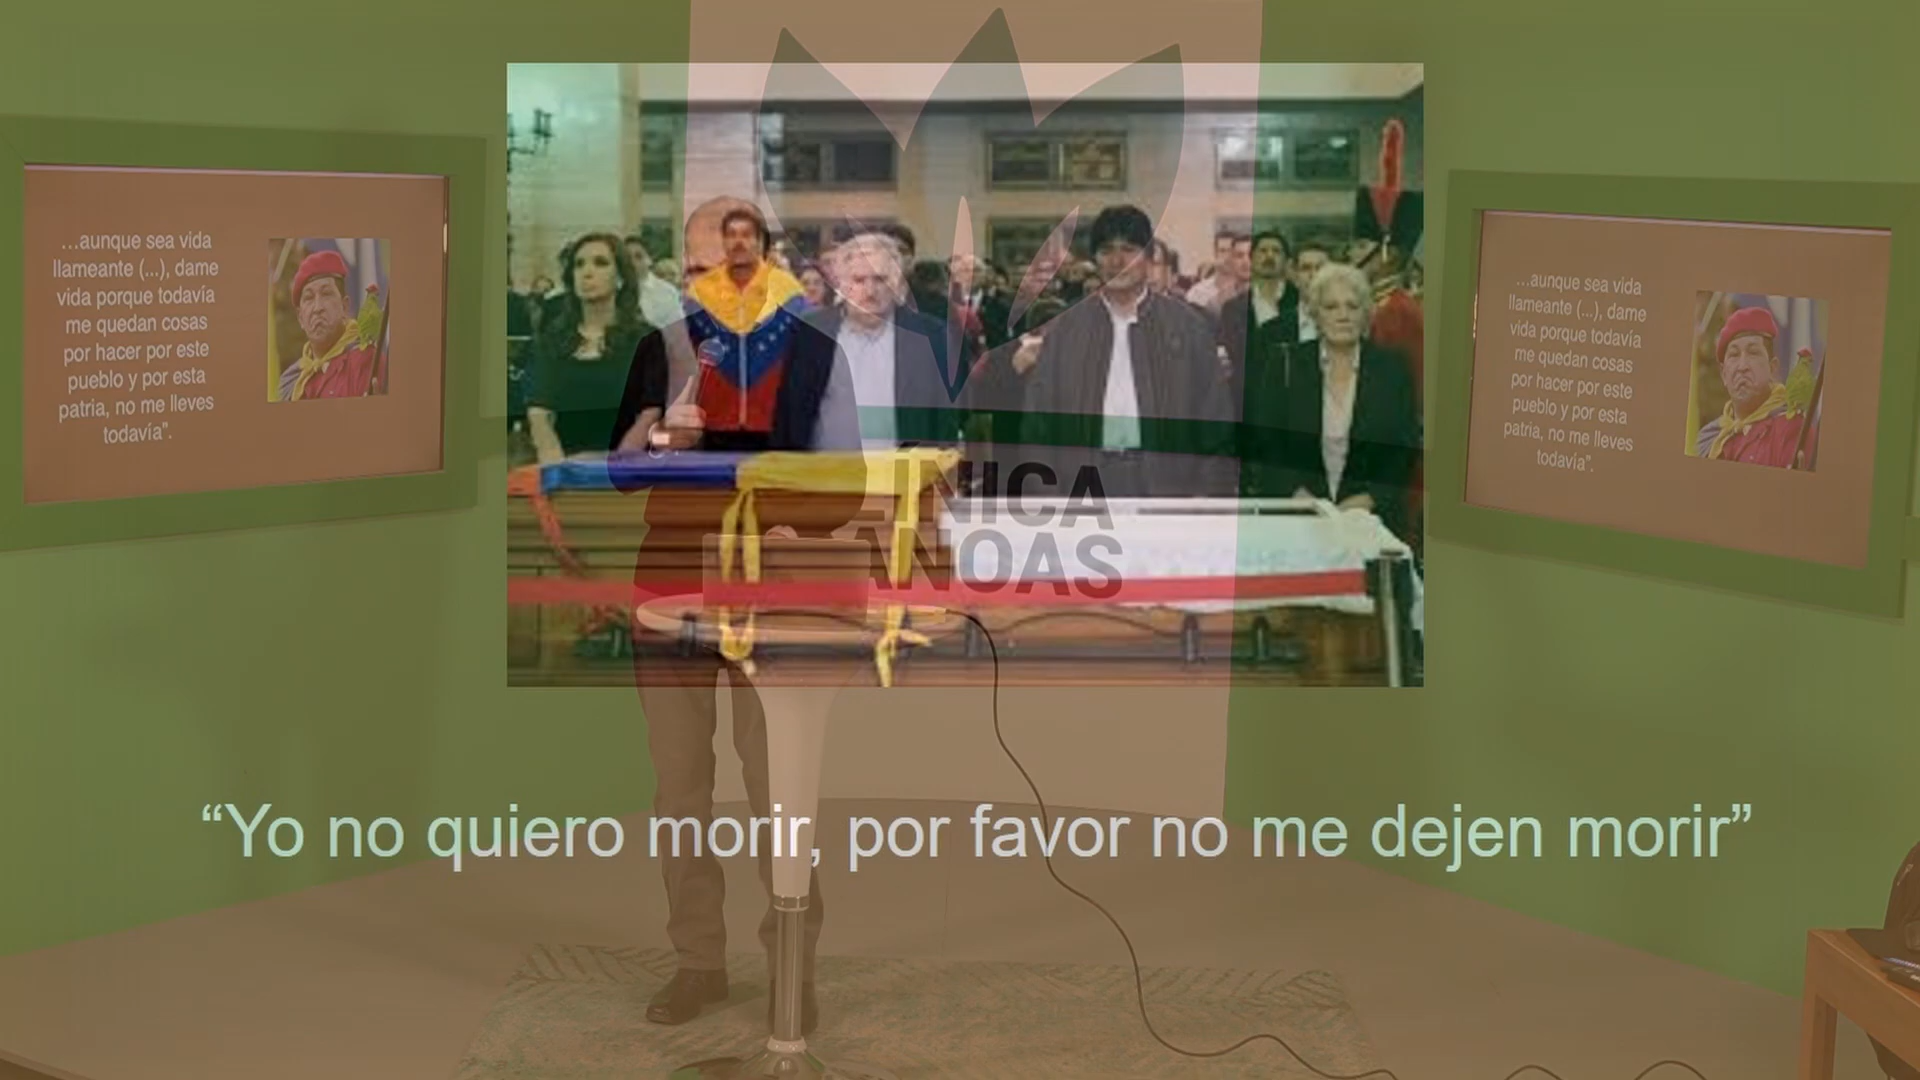 …aunque sea vida
llameante (...), dame
vida porque todavía
me quedan cosas
por hacer por este
pueblo y por esta
patria, no me lleves
todavía”.
…aunque sea vida
llameante (...), dame
vida porque todavía
me quedan cosas
por hacer por este
pueblo y por esta
patria, no me lleves
todavía”.
LÍNICA
ANOAS
“Yo no quiero morir, por favor no me dejen morir”